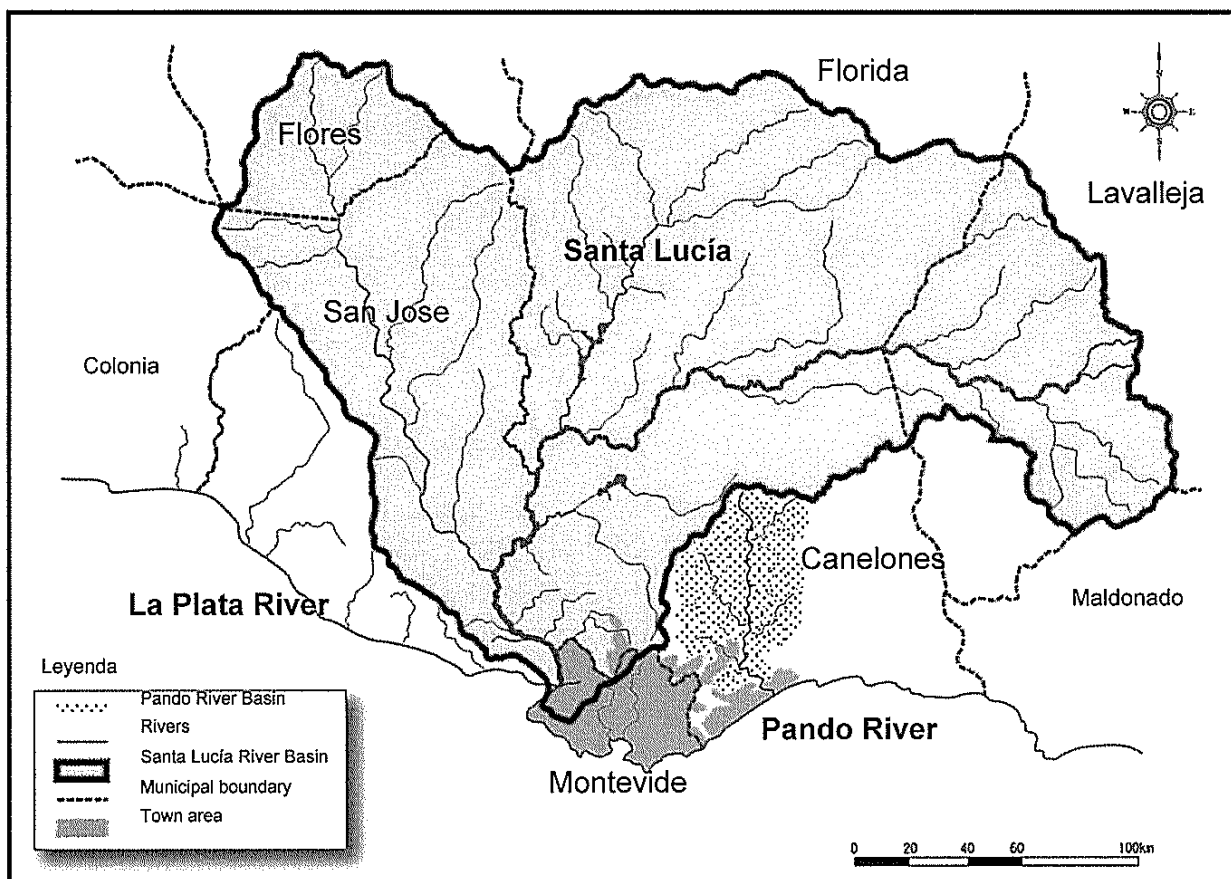 Florida
Flores
N
W
E
S
Lavalleja
Santa Lucía
San Jose
Colonia
Canelones
La Plata River
Maldonado
Leyenda
Pando River Basin
Rivers
Santa Lucía River Basin
Municipal boundary
Town area
Pando River
Montevide
0 20 40 60 100kn